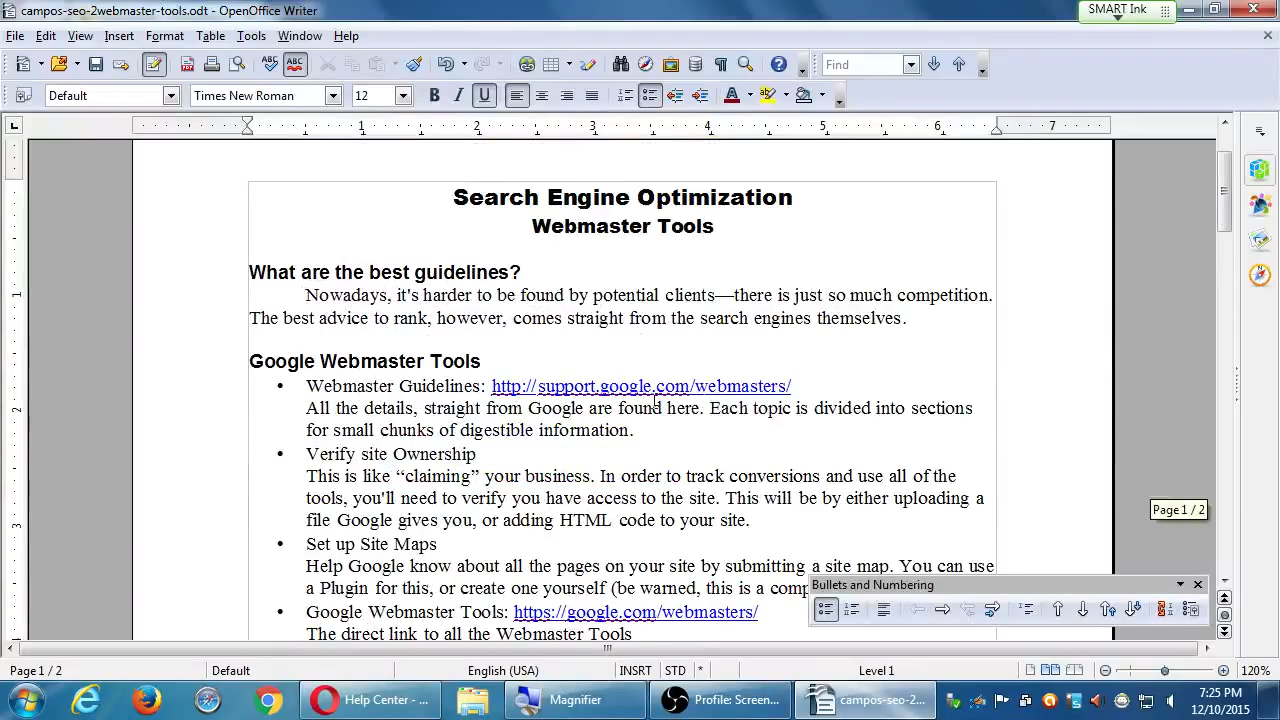 campos-seo-2webmaster-tools.odt - OpenOffice Writer
SMART Ink
File Edit View Insert Format Table Tools Window Help
Find
Default Times New Roman 12
1 2 3 4 5 6 7
Search Engine Optimization
Webmaster Tools
What are the best guidelines?
Nowadays, it's harder to be found by potential clients—there is just so much competition.
The best advice to rank, however, comes straight from the search engines themselves.
Google Webmaster Tools
• Webmaster Guidelines: http://support.google.com/webmasters/
All the details, straight from Google are found here. Each topic is divided into sections
for small chunks of digestible information.
• Verify site Ownership
This is like “claiming” your business. In order to track conversions and use all of the
tools, you'll need to verify you have access to the site. This will be by either uploading a
file Google gives you, or adding HTML code to your site.
Page 1 / 2
• Set up Site Maps
Help Google know about all the pages on your site by submitting a site map. You can use
a Plugin for this, or create one yourself (be warned, this is a comp
Bullets and Numbering
• Google Webmaster Tools: https://google.com/webmasters/
The direct link to all the Webmaster Tools
Page 1 / 2 Default English (USA) INSRT STD * Level 1 120%
Help Center - ... Magnifier Profile: Screen... campos-seo-2... 7:25 PM
12/10/2015